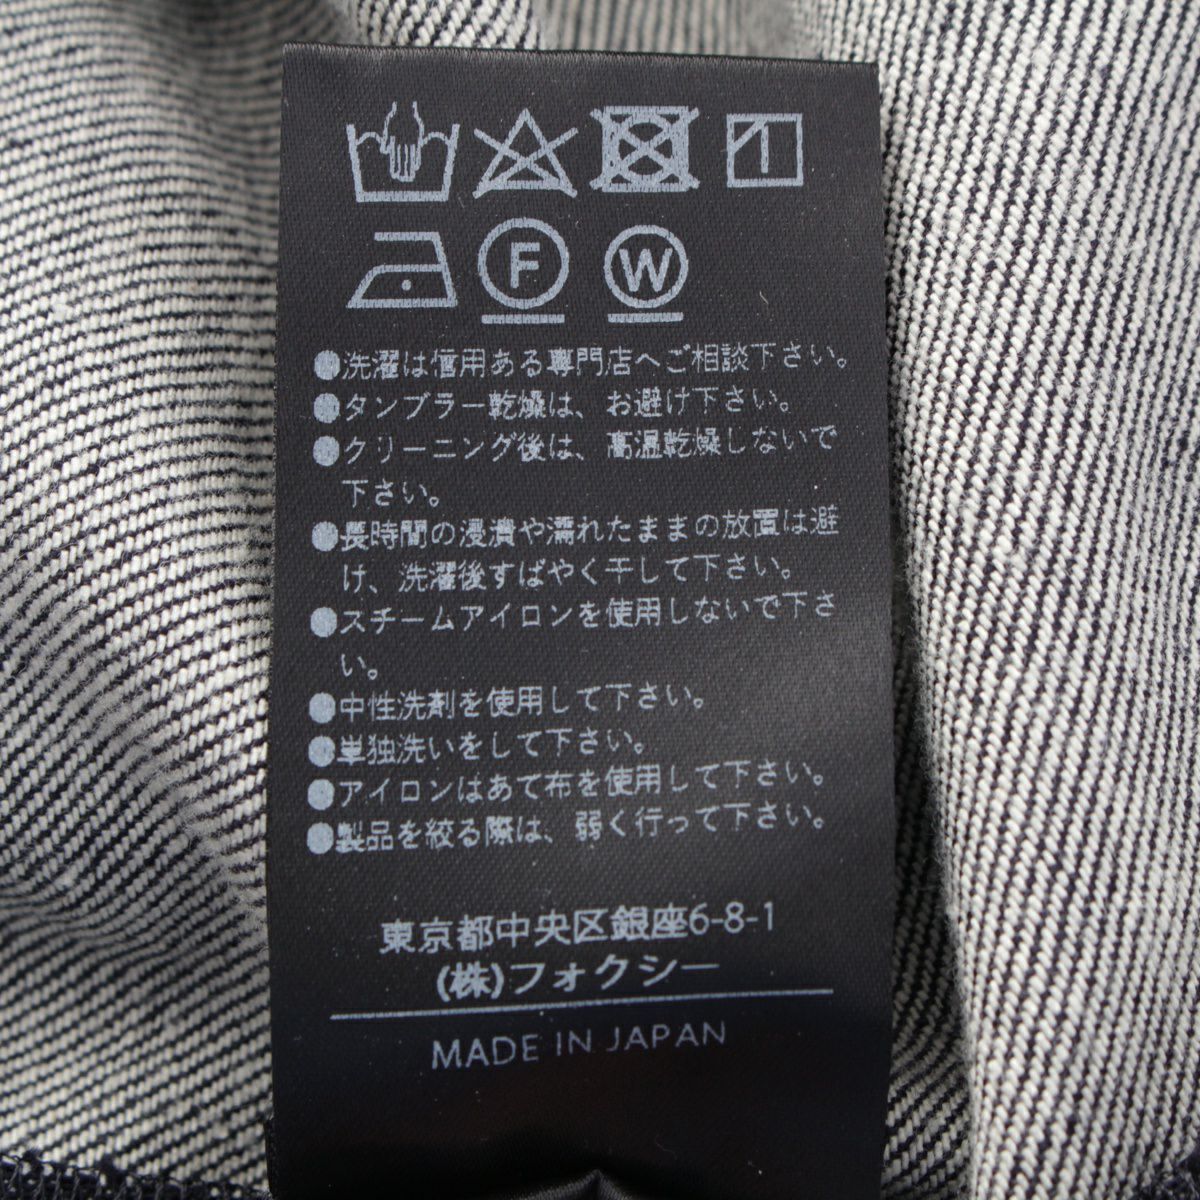 F W
●洗濯は信用ある専門店へご相談下さい。
●タンブラー乾燥は、お避け下さい。
●クリーニング後は、高温乾燥しないで
下さい。
●長時間の浸漬や濡れたままの放置は避
け、洗濯後すばやく干して下さい。
●スチームアイロンを使用しないで下さ
い。
●中性洗剤を使用して下さい。
●単独洗いをして下さい。
●アイロンはあて布を使用して下さい。
●製品を絞る際は、弱く行って下さい。
東京都中央区銀座6-8-1
(株)フォクシー
MADE IN JAPAN